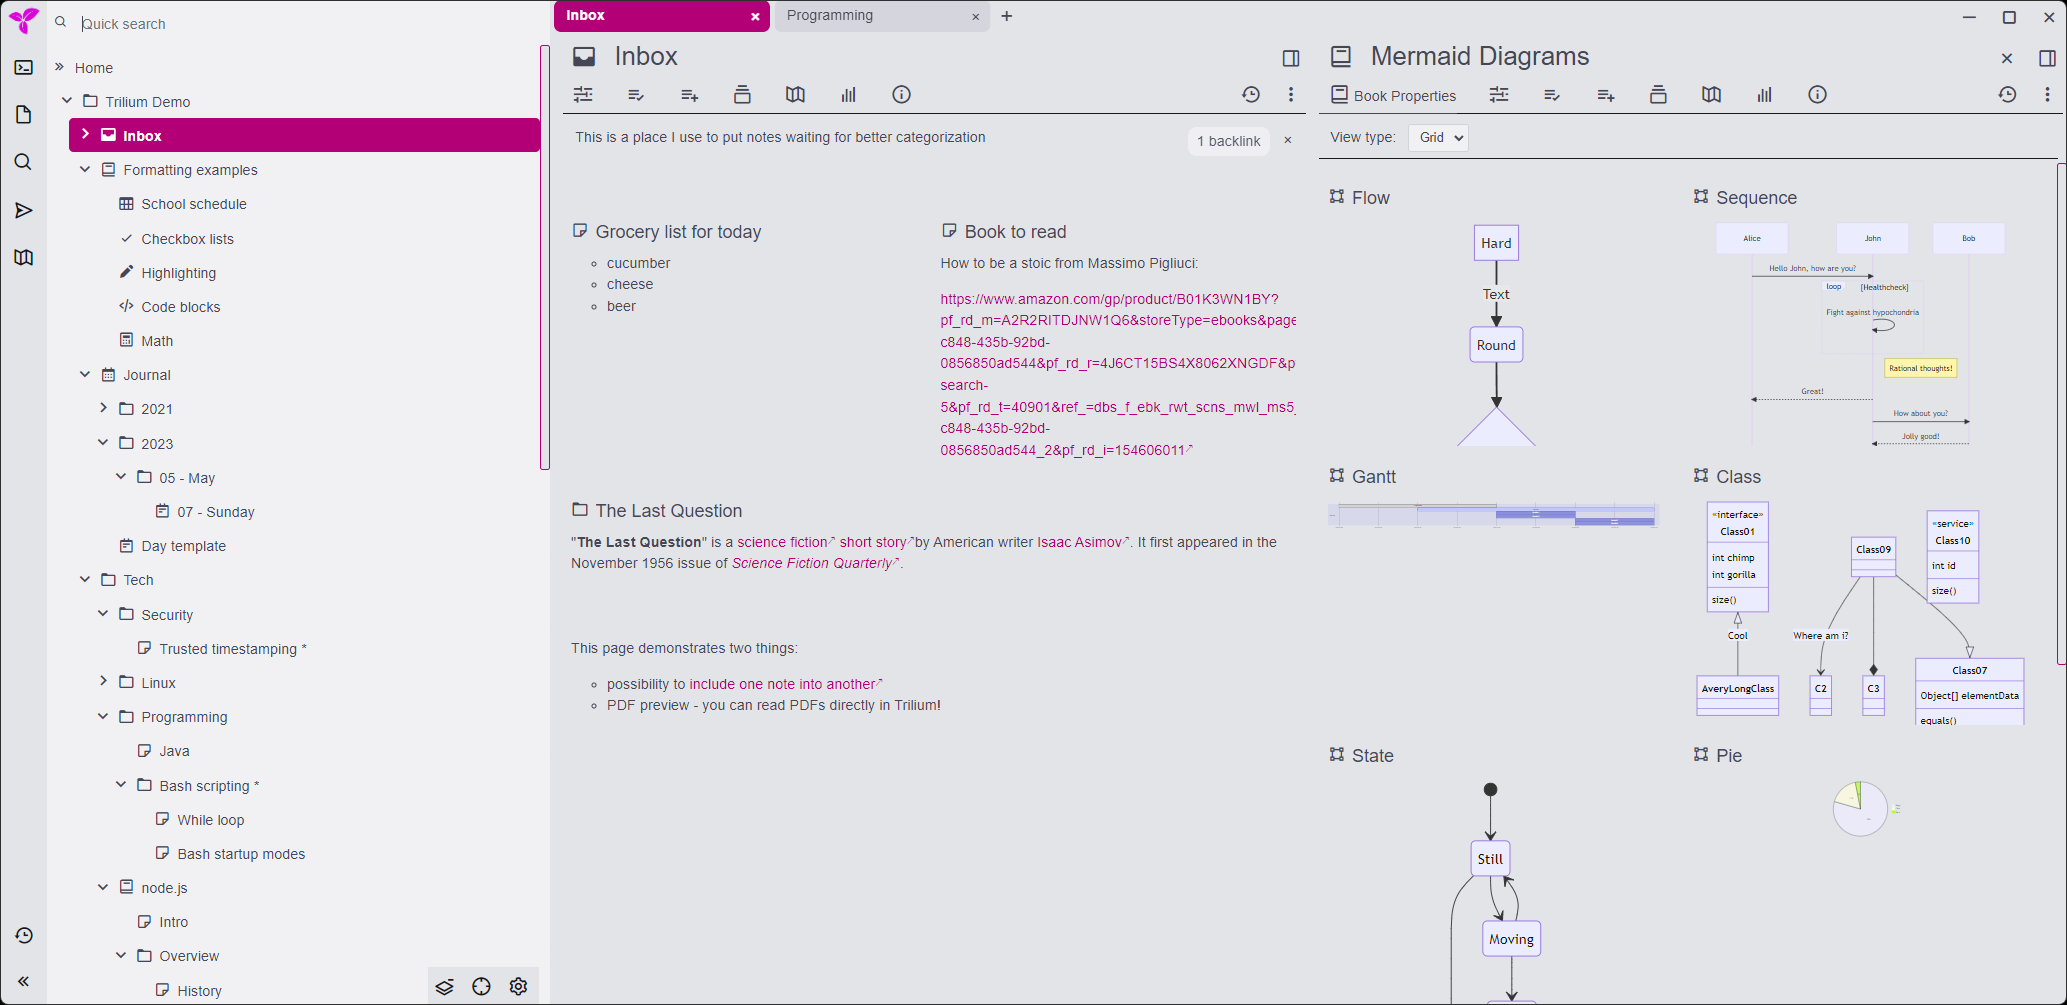 Quick search
Home
Trilium Demo
Inbox
Formatting examples
School schedule
Checkbox lists
Highlighting
Code blocks
Math
Journal
2021
2023
05 - May
07 - Sunday
Day template
Tech
Security
Trusted timestamping *
Linux
Programming
Java
Bash scripting *
While loop
Bash startup modes
node.js
Intro
Overview
History
Inbox
Programming
Inbox
This is a place I use to put notes waiting for better categorization
1 backlink
Grocery list for today
cucumber
cheese
beer
Book to read
How to be a stoic from Massimo Pigliuci:
https://www.amazon.com/gp/product/B01K3WN1BY?
pf_rd_m=A2R2RITDJNW1Q6&storeType=ebooks&page
c848-435b-92bd-
0856850ad544&pf_rd_r=4J6CT15BS4X8062XNGDF&p
search-
5&pf_rd_t=40901&ref_=dbs_f_ebk_rwt_scns_mwl_ms5_
c848-435b-92bd-
0856850ad544_2&pf_rd_i=154606011
The Last Question
"The Last Question" is a science fiction short story by American writer Isaac Asimov. It first appeared in the
November 1956 issue of Science Fiction Quarterly.
This page demonstrates two things:
possibility to include one note into another
PDF preview - you can read PDFs directly in Trilium!
Mermaid Diagrams
Book Properties
View type:
Grid
Flow
Hard
Text
Round
Sequence
Alice
John
Bob
Hello John, how are you?
loop
[Healthcheck]
Fight against hypochondria
Rational thoughts!
Great!
How about you?
Jolly good!
Gantt
Class
«interface»
Class01
int chimp
int gorilla
size()
Cool
AveryLongClass
Class09
Where am i?
C2
C3
«service»
Class10
int id
size()
Class07
Object[] elementData
equals()
State
Still
Moving
Pie